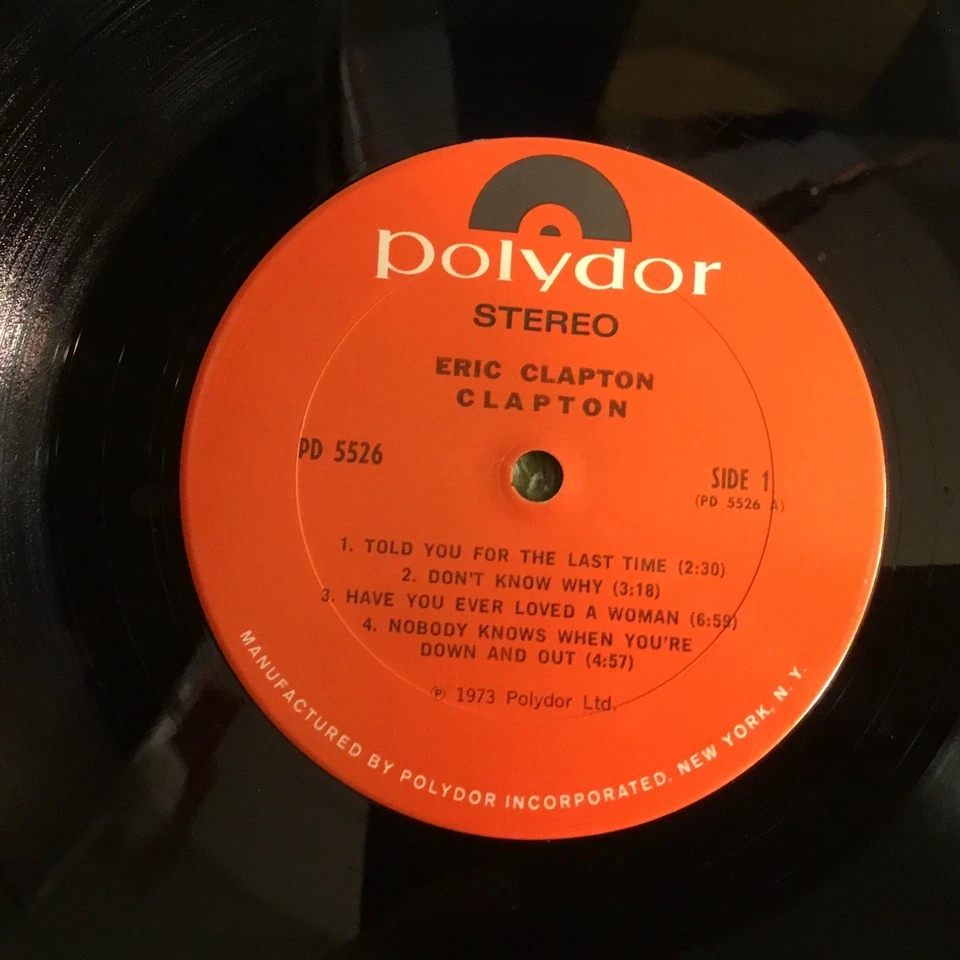 polydor
STEREO
ERIC CLAPTON
CLAPTON
PD 5526
SIDE 1
(PD 5526 A)
1. TOLD YOU FOR THE LAST TIME (2:30)
2. DON'T KNOW WHY (3:18)
3. HAVE YOU EVER LOVED A WOMAN (6:59)
4. NOBODY KNOWS WHEN YOU'RE
DOWN AND OUT (4:57)
℗ 1973 Polydor Ltd.
MANUFACTURED BY POLYDOR INCORPORATED, NEW YORK, N. Y.